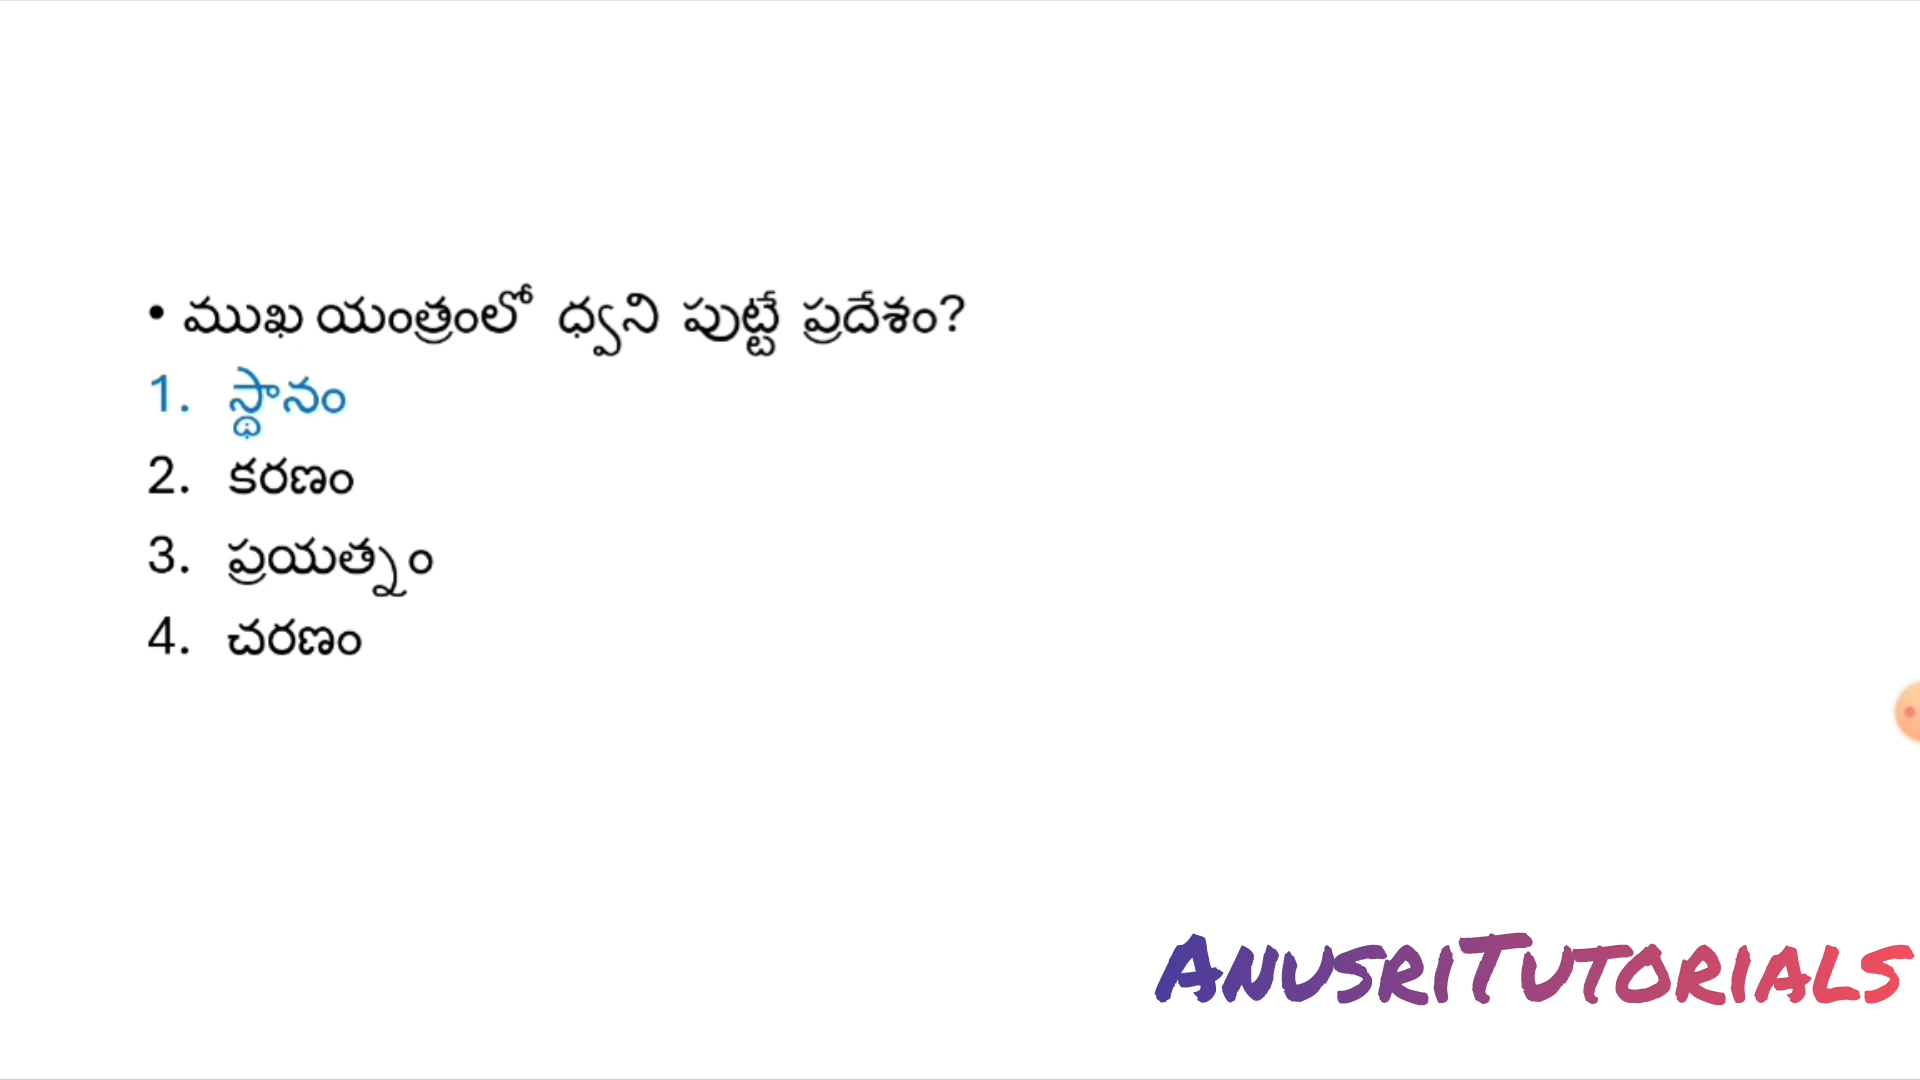 • ముఖ యంత్రంలో ధ్వని పుట్టే ప్రదేశం?
1. స్థానం
2. కరణం
3. ప్రయత్నం
4. చరణం
AnusriTutorials